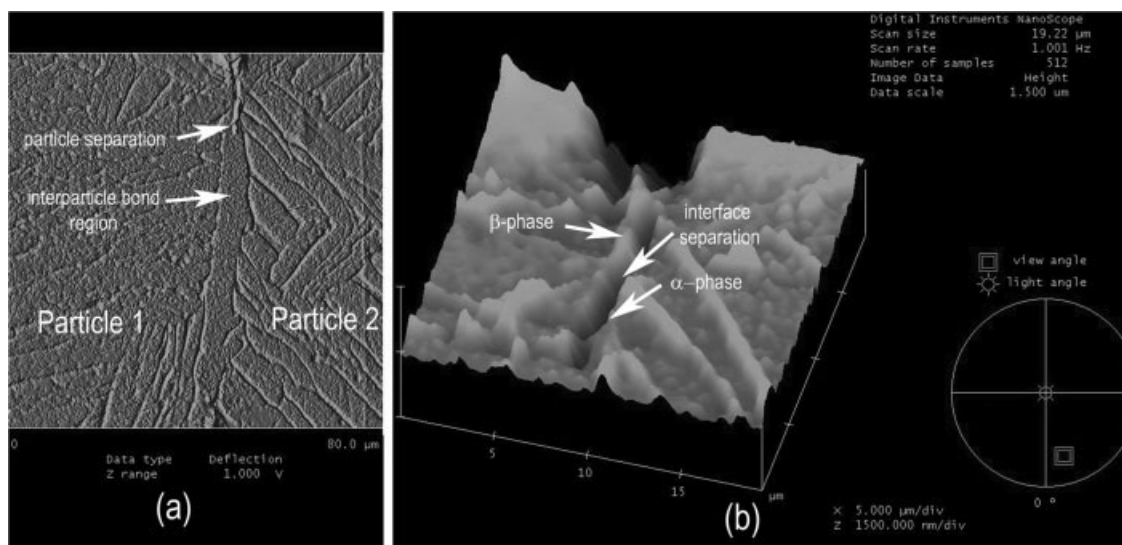 particle separation
interparticle bond
region
Particle 1
Particle 2
0
80.0 µm
Data type Deflection
Z range 1.000 V
(a)
Digital Instruments NanoScope
Scan size 19.22 µm
Scan rate 1.001 Hz
Number of samples 512
Image Data Height
Data scale 1.500 um
β-phase
interface
separation
α-phase
view angle
light angle
5
10
15
µm
X 5.000 µm/div
Z 1500.000 nm/div
0 °
(b)